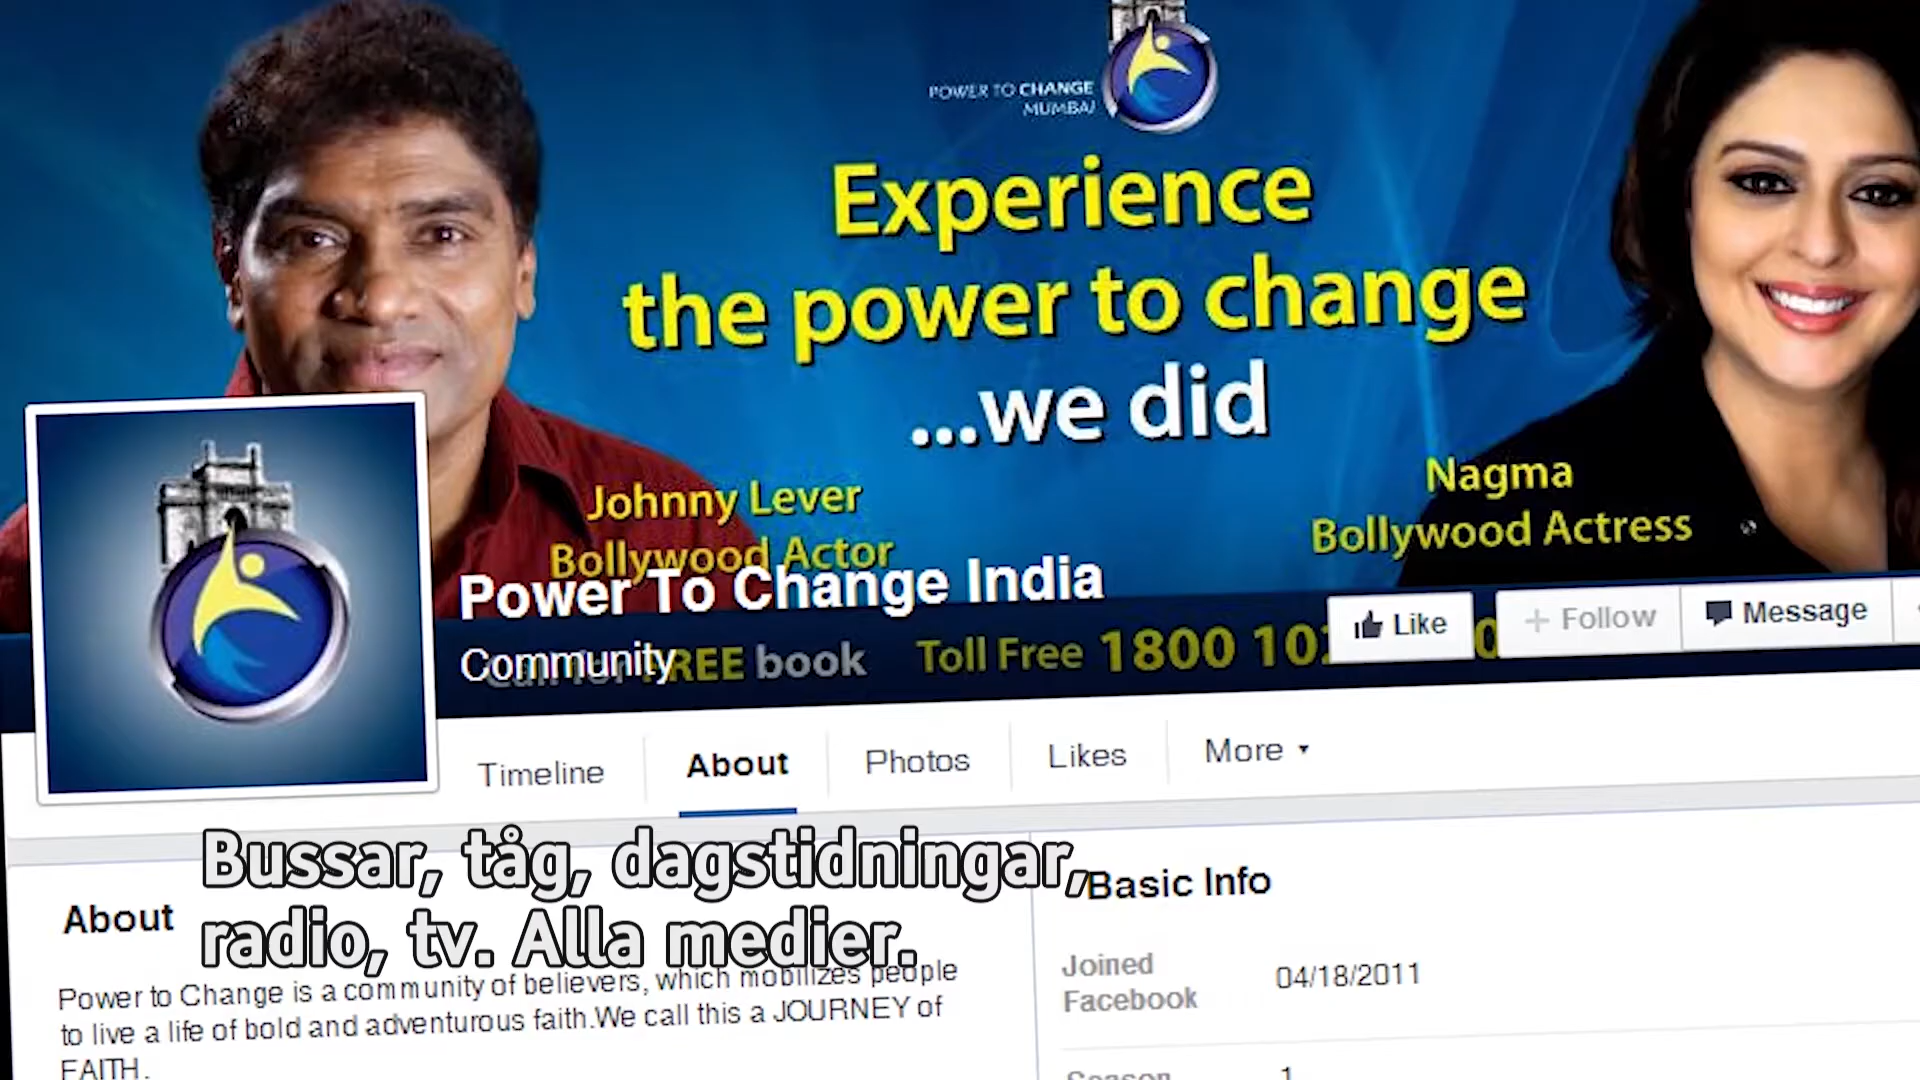 POWER TO CHANGE
MUMBAI
Experience
the power to change
...we did
Johnny Lever
Bollywood Actor
Nagma
Bollywood Actress
Power To Change India
Community
FREE book
Toll Free 1800 10
Like
+ Follow
Message
Timeline
About
Photos
Likes
More
Bussar, tåg, dagstidningar,
radio, tv. Alla medier.
About
Power to Change is a community of believers, which mobilizes people
to live a life of bold and adventurous faith.We call this a JOURNEY of
FAITH.
Basic Info
Joined
Facebook
04/18/2011
Season
1